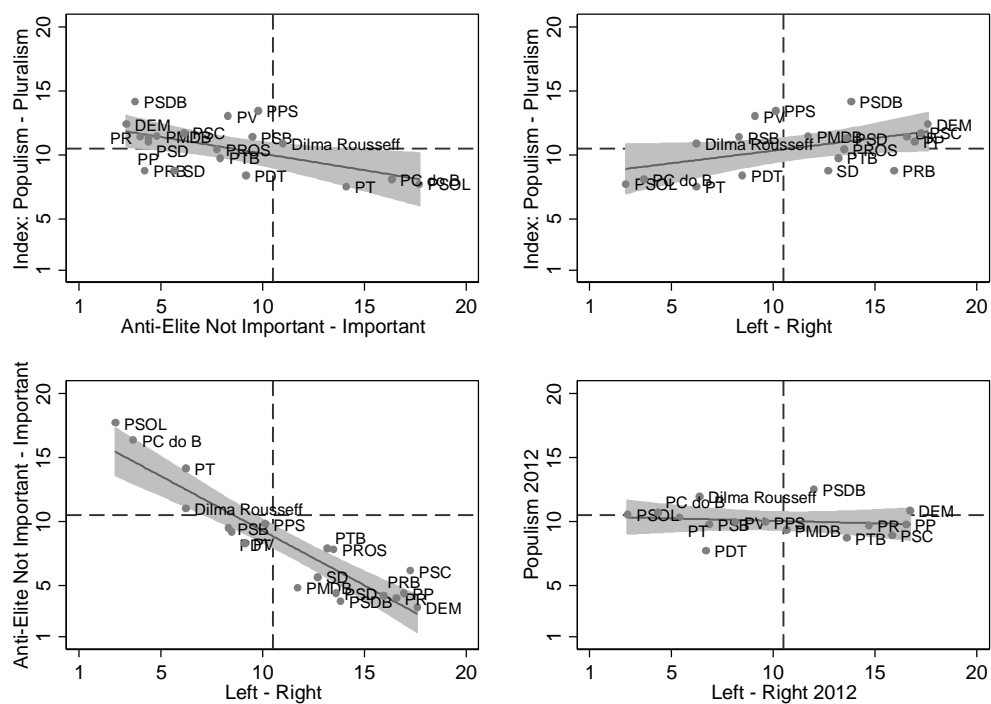 Index: Populism - Pluralism
20
15
10
5
1
PSDB
PV
PPS
DEM
PSC
PR
PMDB
PSB
Dilma Rousseff
PSD
PROS
PP
PTB
PRB
SD
PDT
PC do B
PT
PSOL
1 5 10 15 20
Anti-Elite Not Important - Important
Index: Populism - Pluralism
20
15
10
5
1
PSDB
PV
PPS
DEM
PSB
PMDB
PSC
Dilma Rousseff
PSD
PR
PP
PROS
PTB
PSOL
PC do B
PT
PDT
SD
PRB
1 5 10 15 20
Left - Right
Anti-Elite Not Important - Important
20
15
10
5
1
PSOL
PC do B
PT
Dilma Rousseff
PSB
PPS
PDT
PV
PTB
PROS
SD
PSC
PMDB
PRB
PSD
PP
PSDB
PR
DEM
1 5 10 15 20
Left - Right
Populism 2012
20
15
10
5
1
PSDB
Dilma Rousseff
PC do B
PSOL
DEM
PT
PSB
PV
PPS
PMDB
PR
PP
PTB
PSC
PDT
1 5 10 15 20
Left - Right 2012